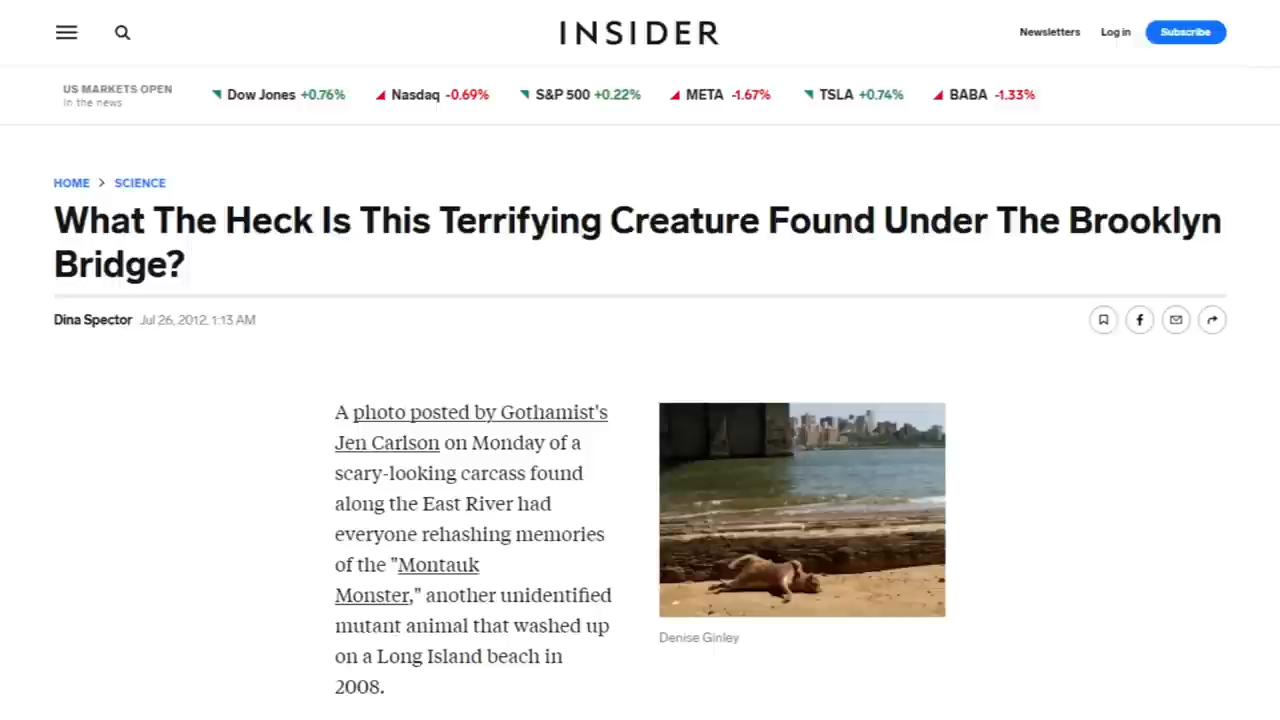 INSIDER
Newsletters
Log in
Subscribe
US MARKETS OPEN
In the news
Dow Jones +0.76%
Nasdaq -0.69%
S&P 500 +0.22%
META -1.67%
TSLA +0.74%
BABA -1.33%
HOME > SCIENCE
What The Heck Is This Terrifying Creature Found Under The Brooklyn
Bridge?
Dina Spector Jul 26, 2012, 1:13 AM
A photo posted by Gothamist's
Jen Carlson on Monday of a
scary-looking carcass found
along the East River had
everyone rehashing memories
of the "Montauk
Monster," another unidentified
mutant animal that washed up
on a Long Island beach in
2008.
Denise Ginley